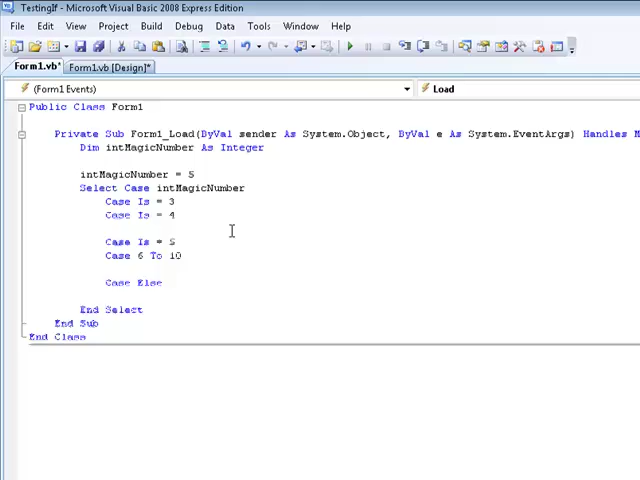 TestingIf - Microsoft Visual Basic 2008 Express Edition
File Edit View Project Build Debug Data Tools Window Help
Form1.vb* Form1.vb [Design]*
(Form1 Events) Load
Public Class Form1
Private Sub Form1_Load(ByVal sender As System.Object, ByVal e As System.EventArgs) Handles M
Dim intMagicNumber As Integer
intMagicNumber = 5
Select Case intMagicNumber
Case Is = 3
Case Is = 4
Case Is = 5
Case 6 To 10
Case Else
End Select
End Sub
End Class